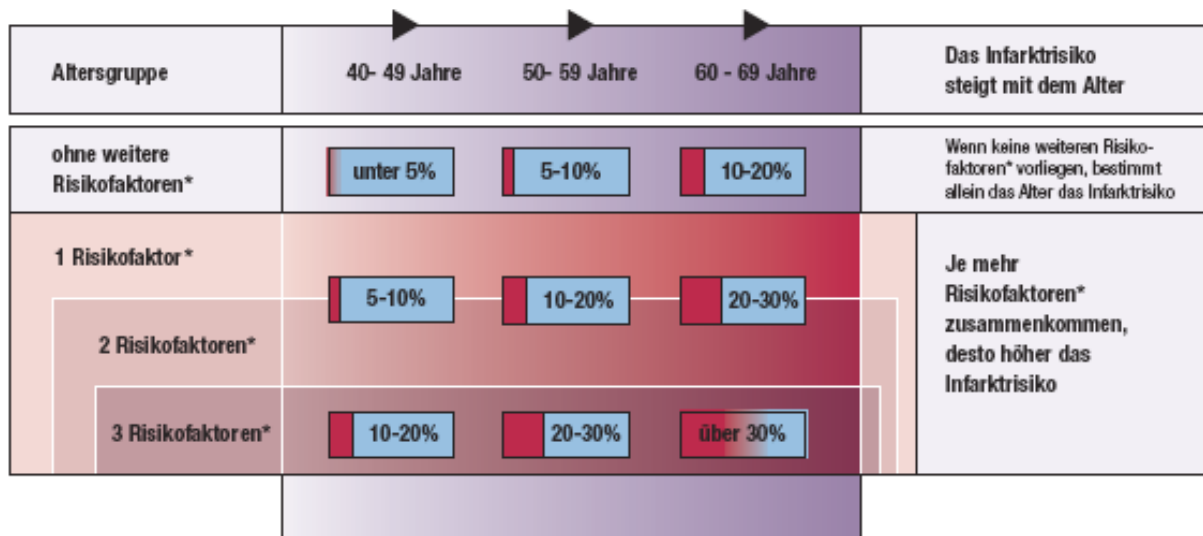 Altersgruppe
40- 49 Jahre
50- 59 Jahre
60 - 69 Jahre
Das Infarktrisiko
steigt mit dem Alter
ohne weitere
Risikofaktoren*
unter 5%
5-10%
10-20%
Wenn keine weiteren Risiko-
faktoren* vorliegen, bestimmt
allein das Alter das Infarktrisiko
1 Risikofaktor*
5-10%
10-20%
20-30%
2 Risikofaktoren*
Je mehr
Risikofaktoren*
zusammenkommen,
desto höher das
Infarktrisiko
3 Risikofaktoren*
10-20%
20-30%
über 30%